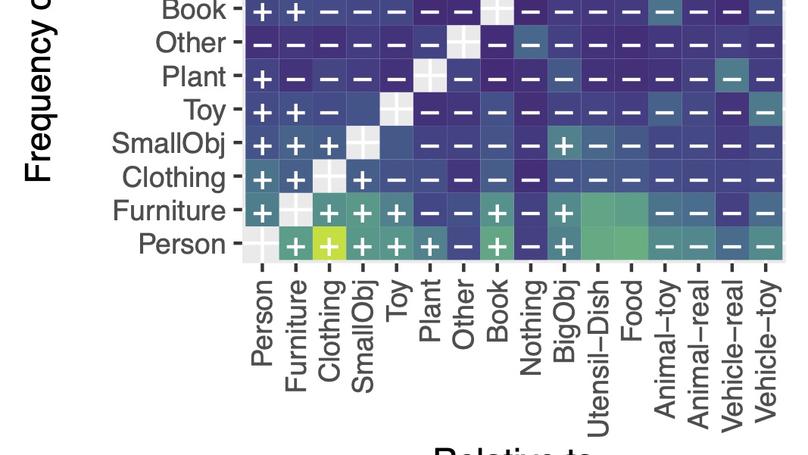 Frequency o
Book + + − − − − − − − − − − − − −
Other − − − − − − − − − − − − − − −
Plant + − − − − − − − − − − − − − −
Toy + + − − − − − − − − − − − −
SmallObj + + + − − − − + − − − − − −
Clothing + + + − − − − − − − − − − − −
Furniture + + + + − − + − + − − − −
Person + + + + + − + − + − − − −
Person
Furniture
Clothing
SmallObj
Toy
Plant
Other
Book
Nothing
BigObj
Utensil−Dish
Food
Animal−toy
Animal−real
Vehicle−real
Vehicle−toy